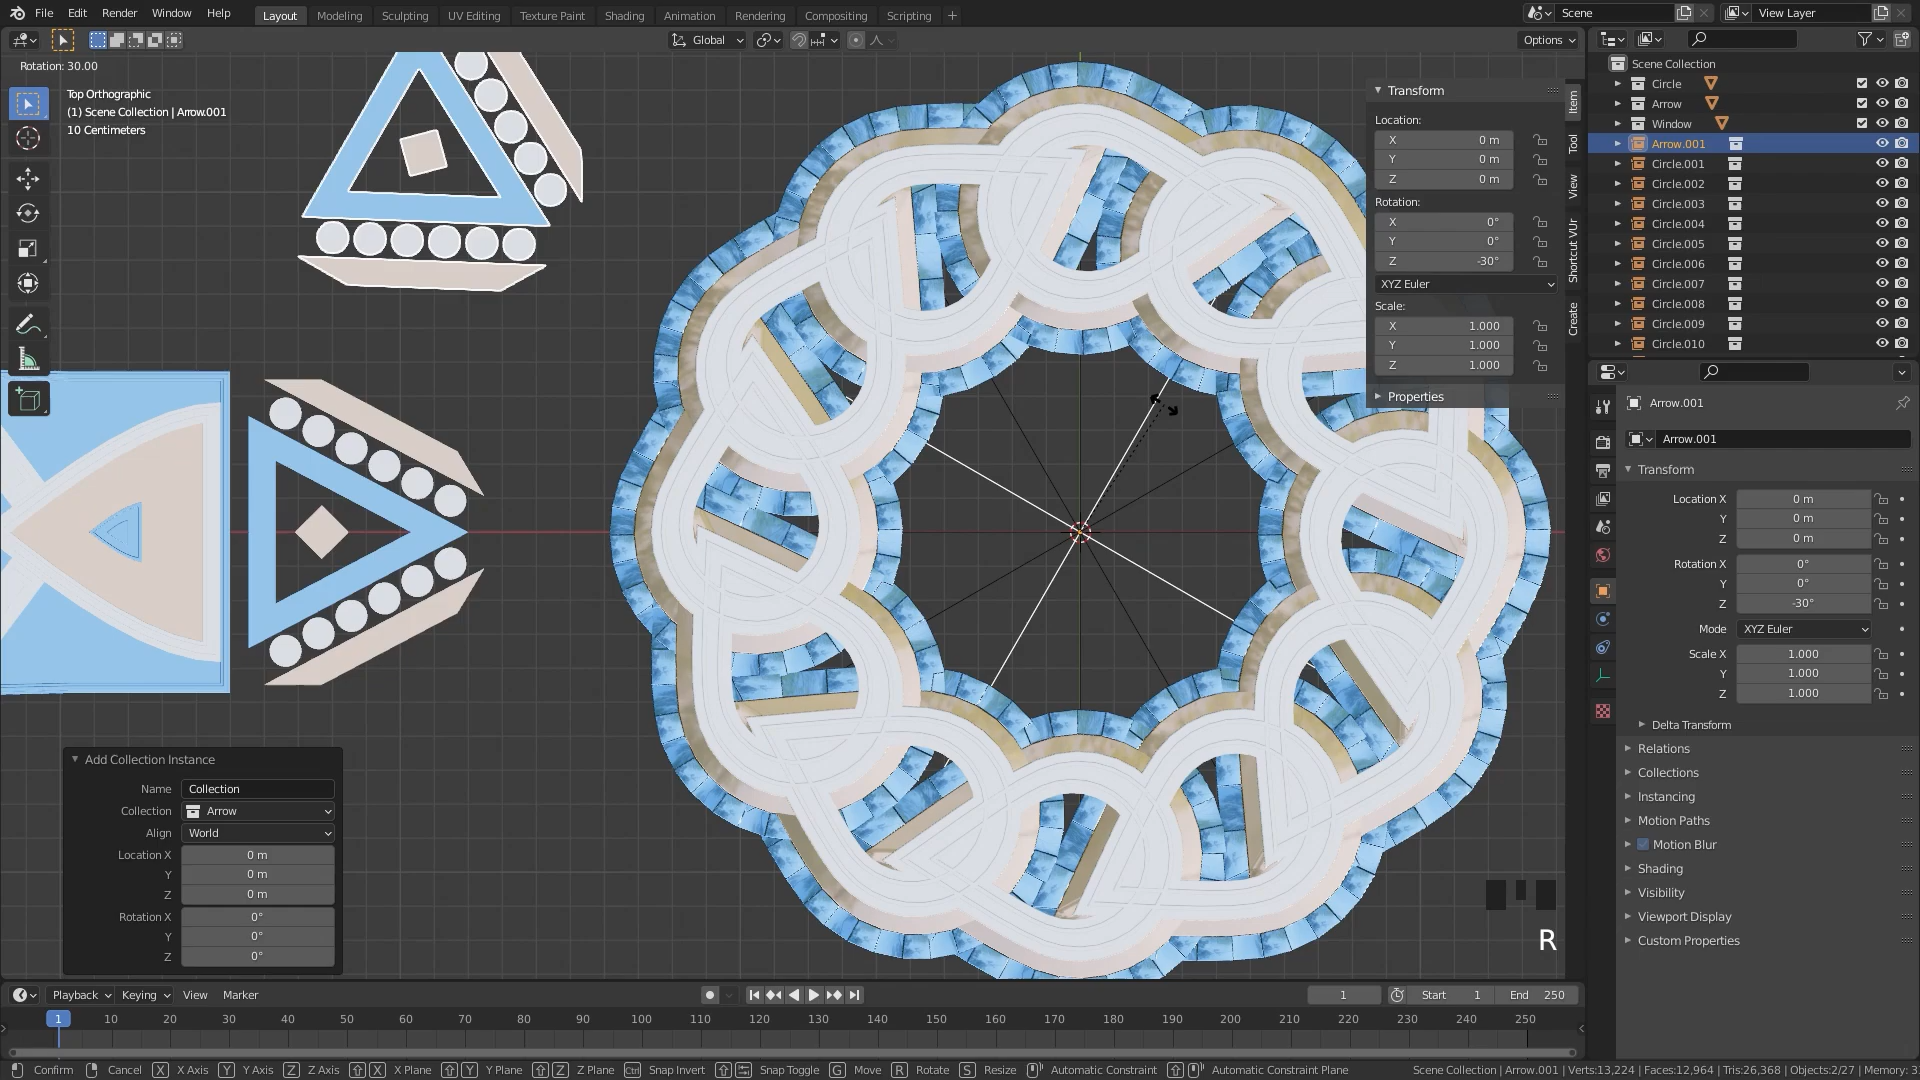 File Edit Render Window Help Layout Modeling Sculpting UV Editing Texture Paint Shading Animation Rendering Compositing Scripting + Scene View Layer
Global Options
Rotation: 30.00
Top Orthographic
(1) Scene Collection | Arrow.001
10 Centimeters
Transform
Location:
X 0 m
Y 0 m
Z 0 m
Rotation:
X 0°
Y 0°
Z -30°
XYZ Euler
Scale:
X 1.000
Y 1.000
Z 1.000
Properties
Item
Tool
View
Shortcut VUr
Create
Scene Collection
Circle
Arrow
Window
Arrow.001
Circle.001
Circle.002
Circle.003
Circle.004
Circle.005
Circle.006
Circle.007
Circle.008
Circle.009
Circle.010
Arrow.001
Arrow.001
Transform
Location X 0 m
Y 0 m
Z 0 m
Rotation X 0°
Y 0°
Z -30°
Mode XYZ Euler
Scale X 1.000
Y 1.000
Z 1.000
Delta Transform
Relations
Collections
Instancing
Motion Paths
Motion Blur
Shading
Visibility
Viewport Display
Custom Properties
Add Collection Instance
Name Collection
Collection Arrow
Align World
Location X 0 m
Y 0 m
Z 0 m
Rotation X 0°
Y 0°
Z 0°
R
Playback Keying View Marker 1 Start 1 End 250
1 10 20 30 40 50 60 70 80 90 100 110 120 130 140 150 160 170 180 190 200 210 220 230 240 250
Confirm Cancel X X Axis Y Y Axis Z Z Axis X X Plane Y Y Plane Z Z Plane Ctrl Snap Invert Snap Toggle G Move R Rotate S Resize Automatic Constraint Automatic Constraint Plane Scene Collection | Arrow.001 | Verts:13,224 | Faces:12,964 | Tris:26,368 | Objects:2/27 | Memory: 3